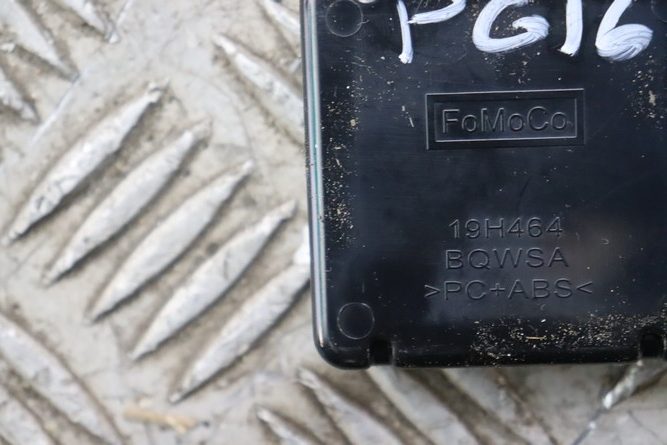 PG16
FoMoCo
19H464
BQWSA
>PC+ABS<